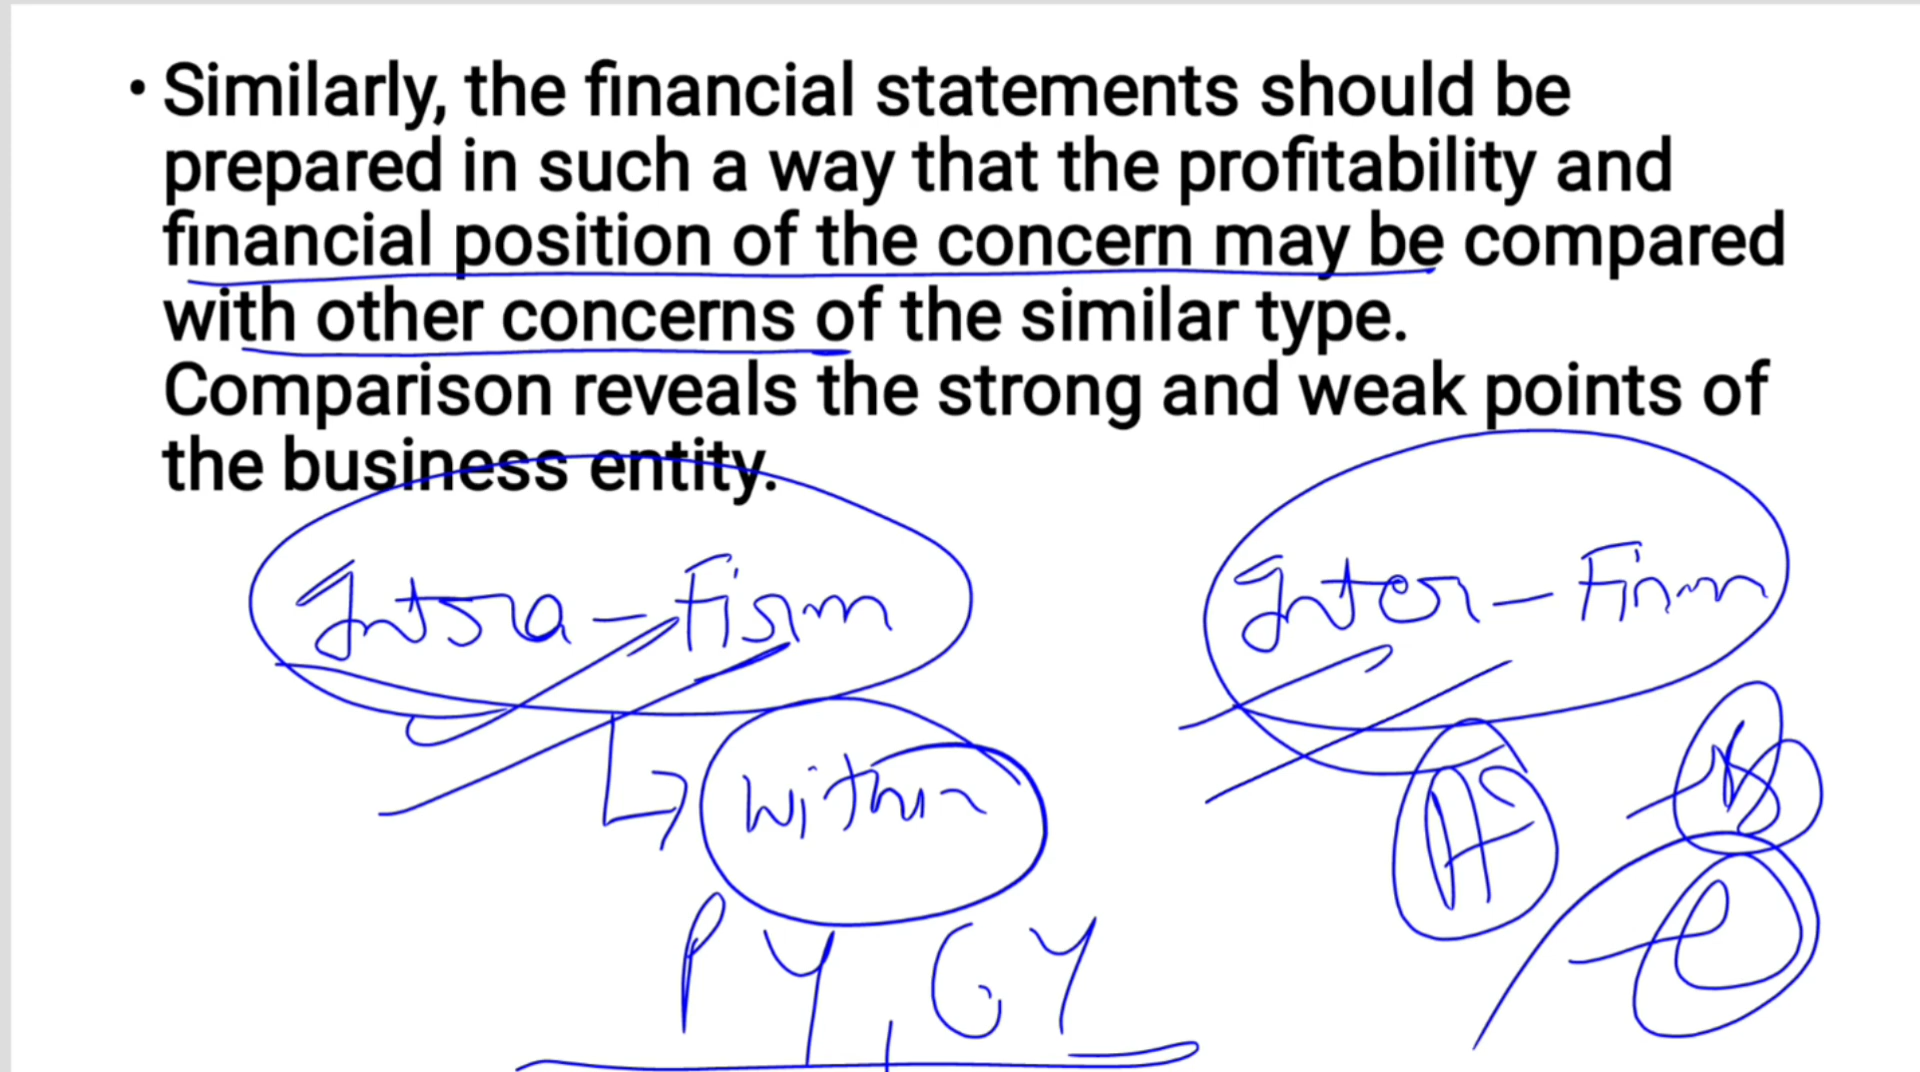 • Similarly, the financial statements should be
prepared in such a way that the profitability and
financial position of the concern may be compared
with other concerns of the similar type.
Comparison reveals the strong and weak points of
the business entity.
Intra-Firm
Inter-Firm
Within
A
B
PY, CY
C